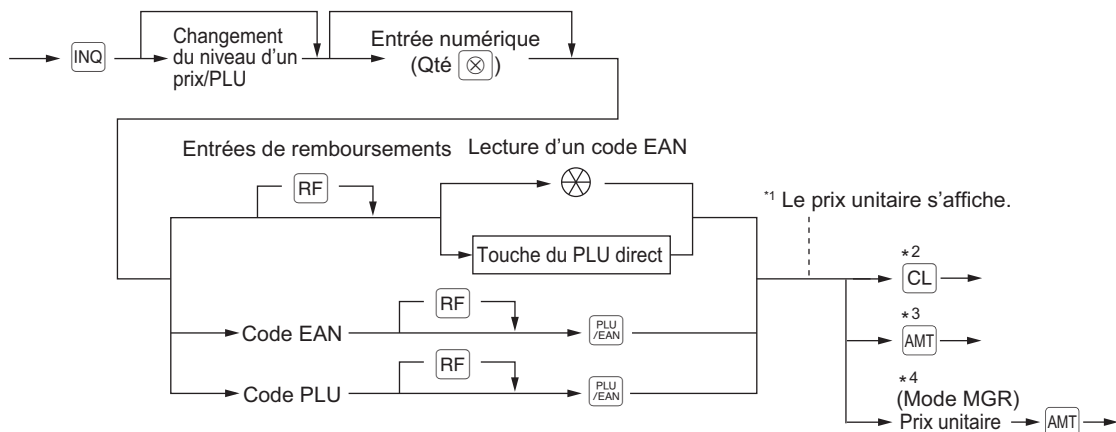 INQ
Changement
du niveau d'un
prix/PLU
Entrée numérique
(Qté ⊗)
Entrées de remboursements
Lecture d'un code EAN
RF
Touche du PLU direct
*1 Le prix unitaire s'affiche.
*2
CL
Code EAN
RF
PLU
/EAN
*3
AMT
Code PLU
RF
PLU
/EAN
*4
(Mode MGR)
Prix unitaire
AMT